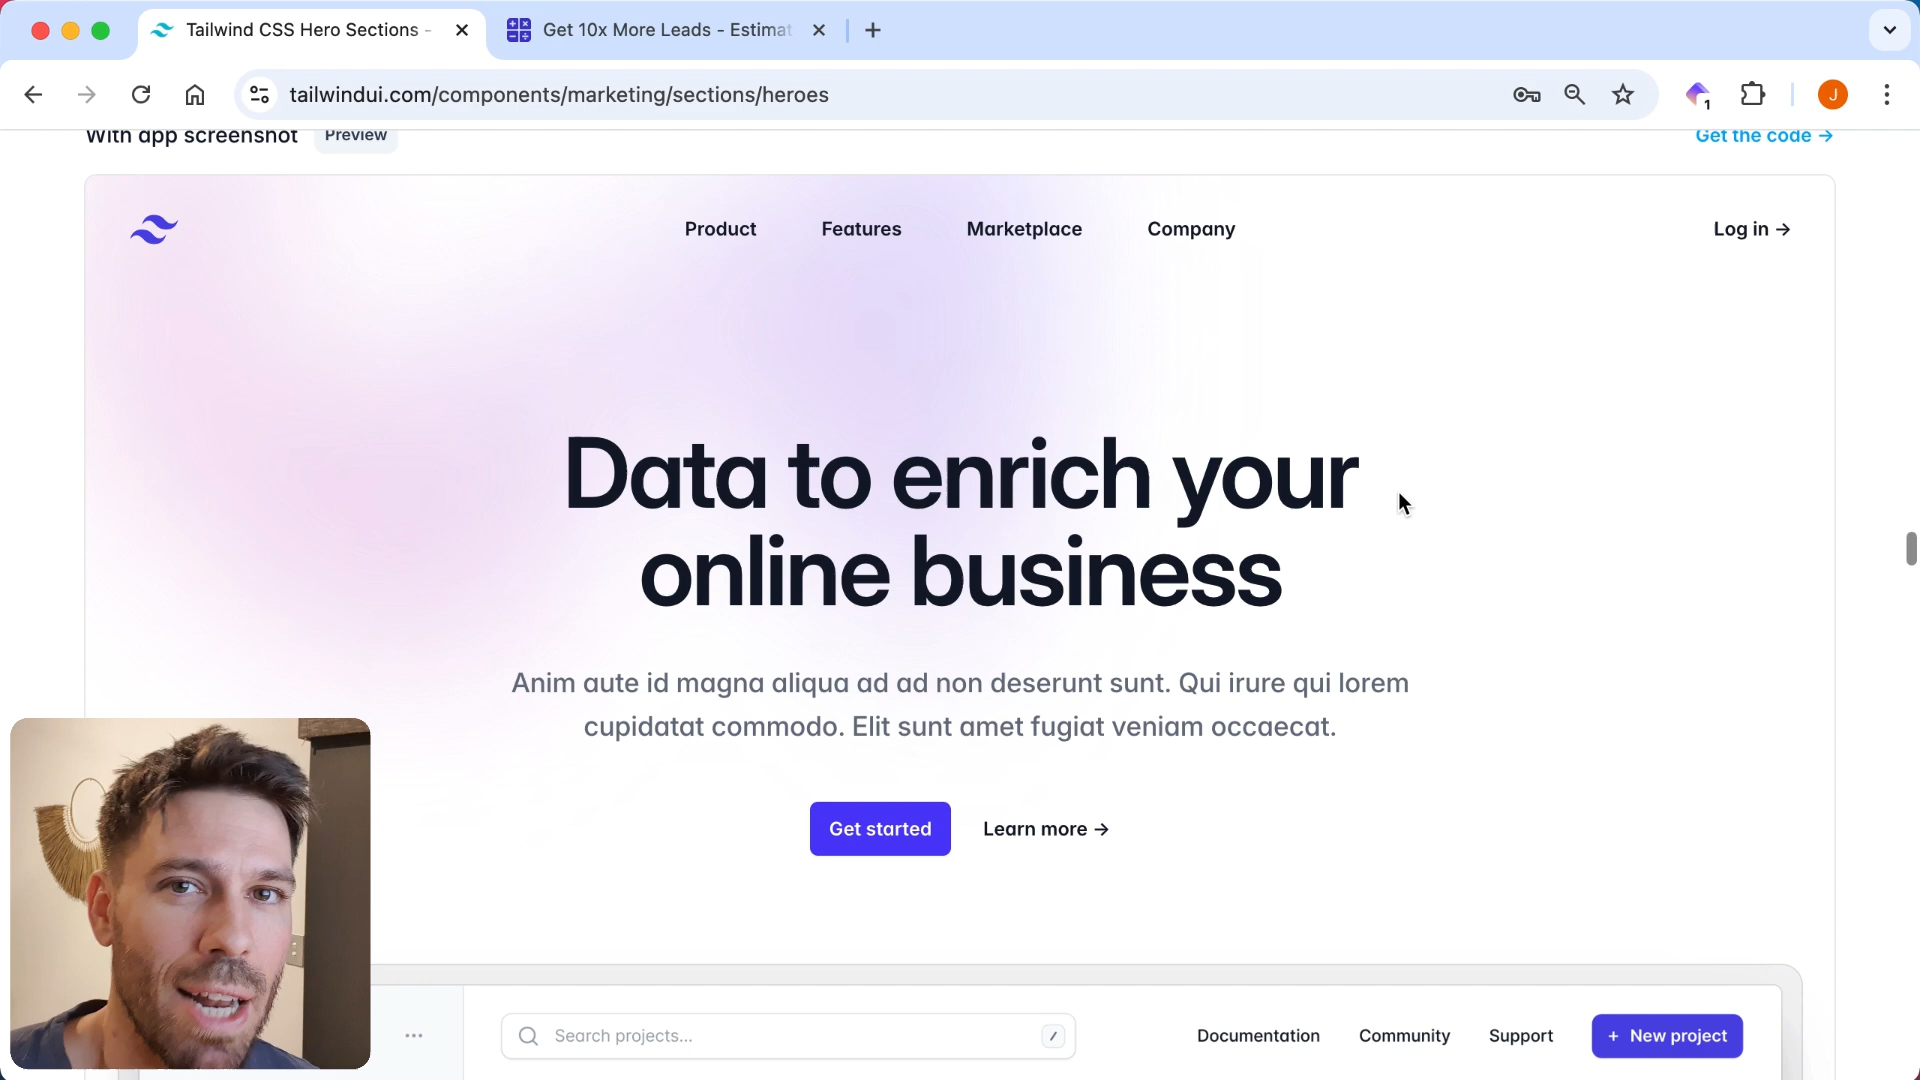 Tailwind CSS Hero Sections -
Get 10x More Leads - Estimat
tailwindui.com/components/marketing/sections/heroes
1
J
With app screenshot
Preview
Get the code →
Product
Features
Marketplace
Company
Log in →
Data to enrich your
online business
Anim aute id magna aliqua ad ad non deserunt sunt. Qui irure qui lorem
cupidatat commodo. Elit sunt amet fugiat veniam occaecat.
Get started
Learn more →
Search projects...
/
Documentation
Community
Support
+ New project